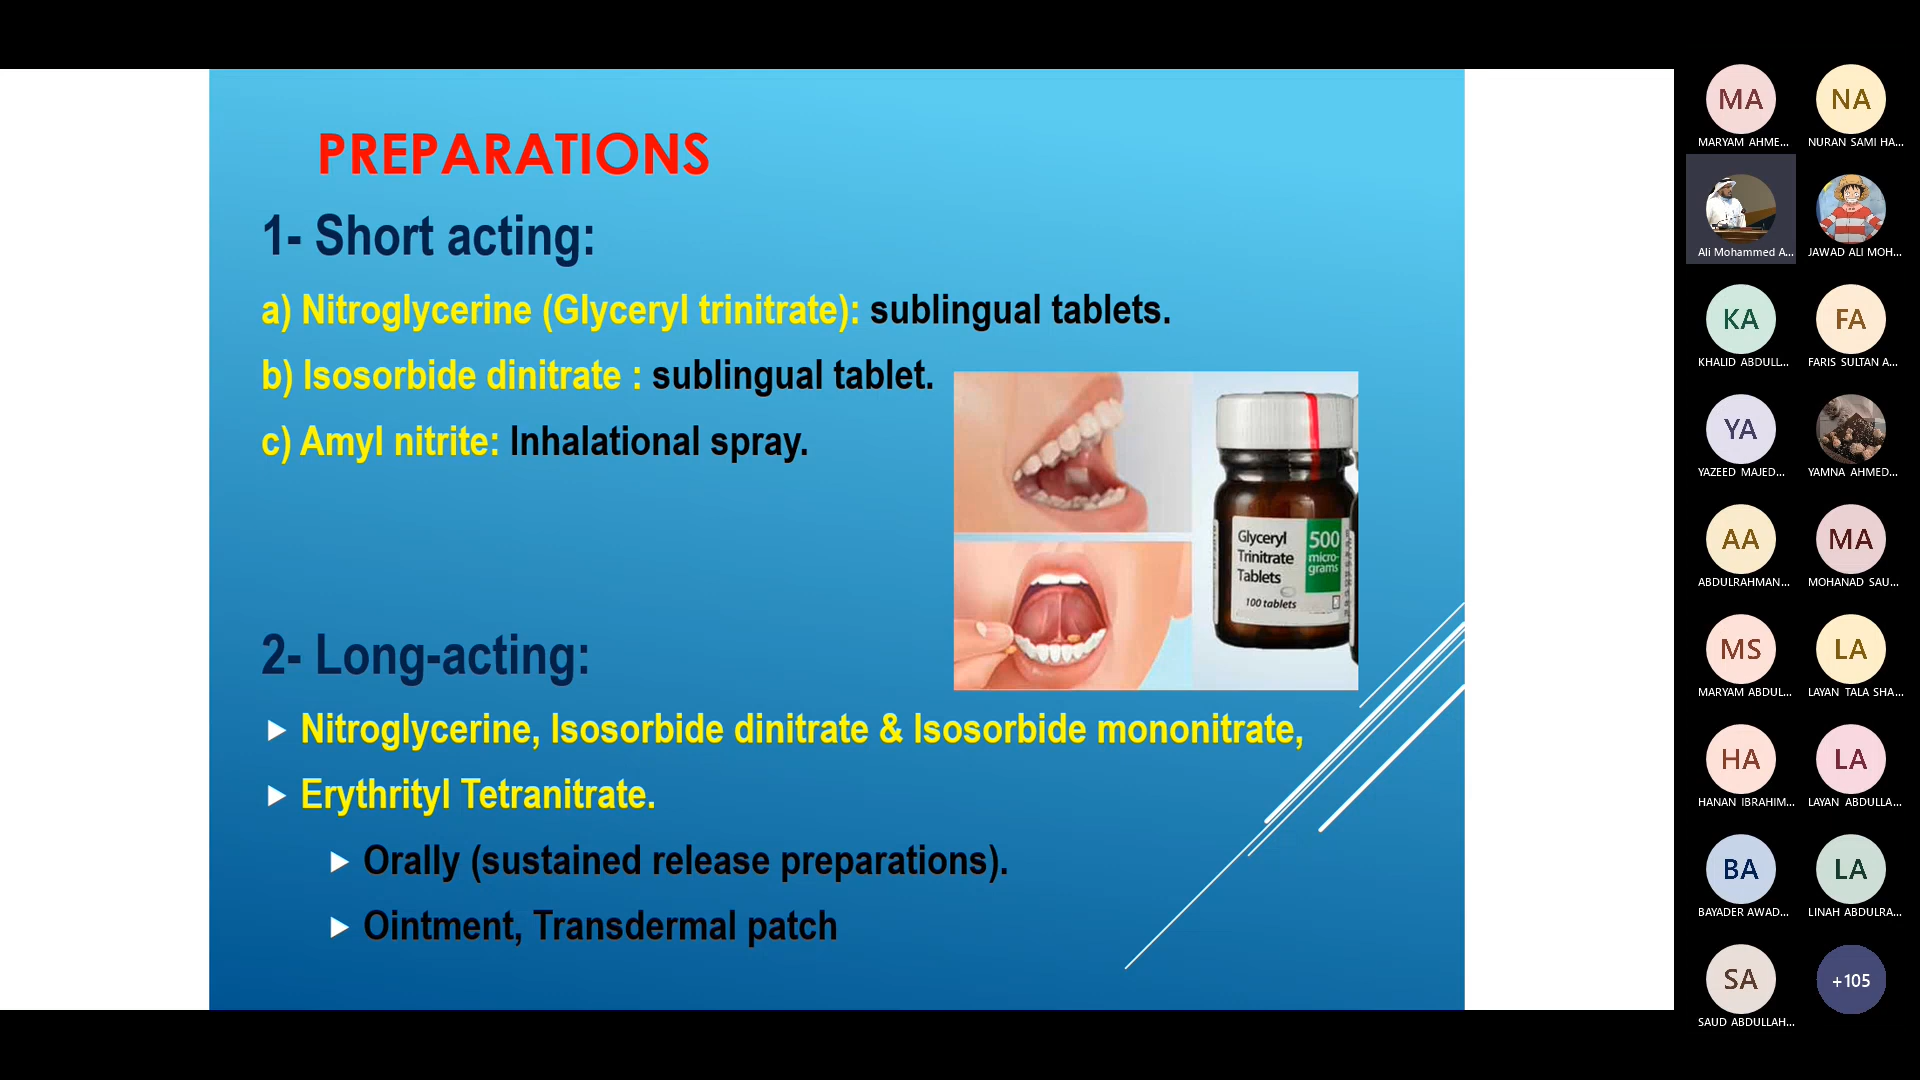 PREPARATIONS
1- Short acting:
a) Nitroglycerine (Glyceryl trinitrate): sublingual tablets.
b) Isosorbide dinitrate : sublingual tablet.
c) Amyl nitrite: Inhalational spray.
Glyceryl
Trinitrate
Tablets
500
micro-
grams
100 tablets
2- Long-acting:
Nitroglycerine, Isosorbide dinitrate & Isosorbide mononitrate,
Erythrityl Tetranitrate.
Orally (sustained release preparations).
Ointment, Transdermal patch
MA
NA
MARYAM AHME...
NURAN SAMI HA...
Ali Mohammed A...
JAWAD ALI MOH...
KA
FA
KHALID ABDULL...
FARIS SULTAN A...
YA
YAZEED MAJED...
YAMNA AHMED...
AA
MA
ABDULRAHMAN...
MOHANAD SAU...
MS
LA
MARYAM ABDUL...
LAYAN TALA SHA...
HA
LA
HANAN IBRAHIM...
LAYAN ABDULLA...
BA
LA
BAYADER AWAD...
LINAH ABDULRA...
SA
+105
SAUD ABDULLAH...